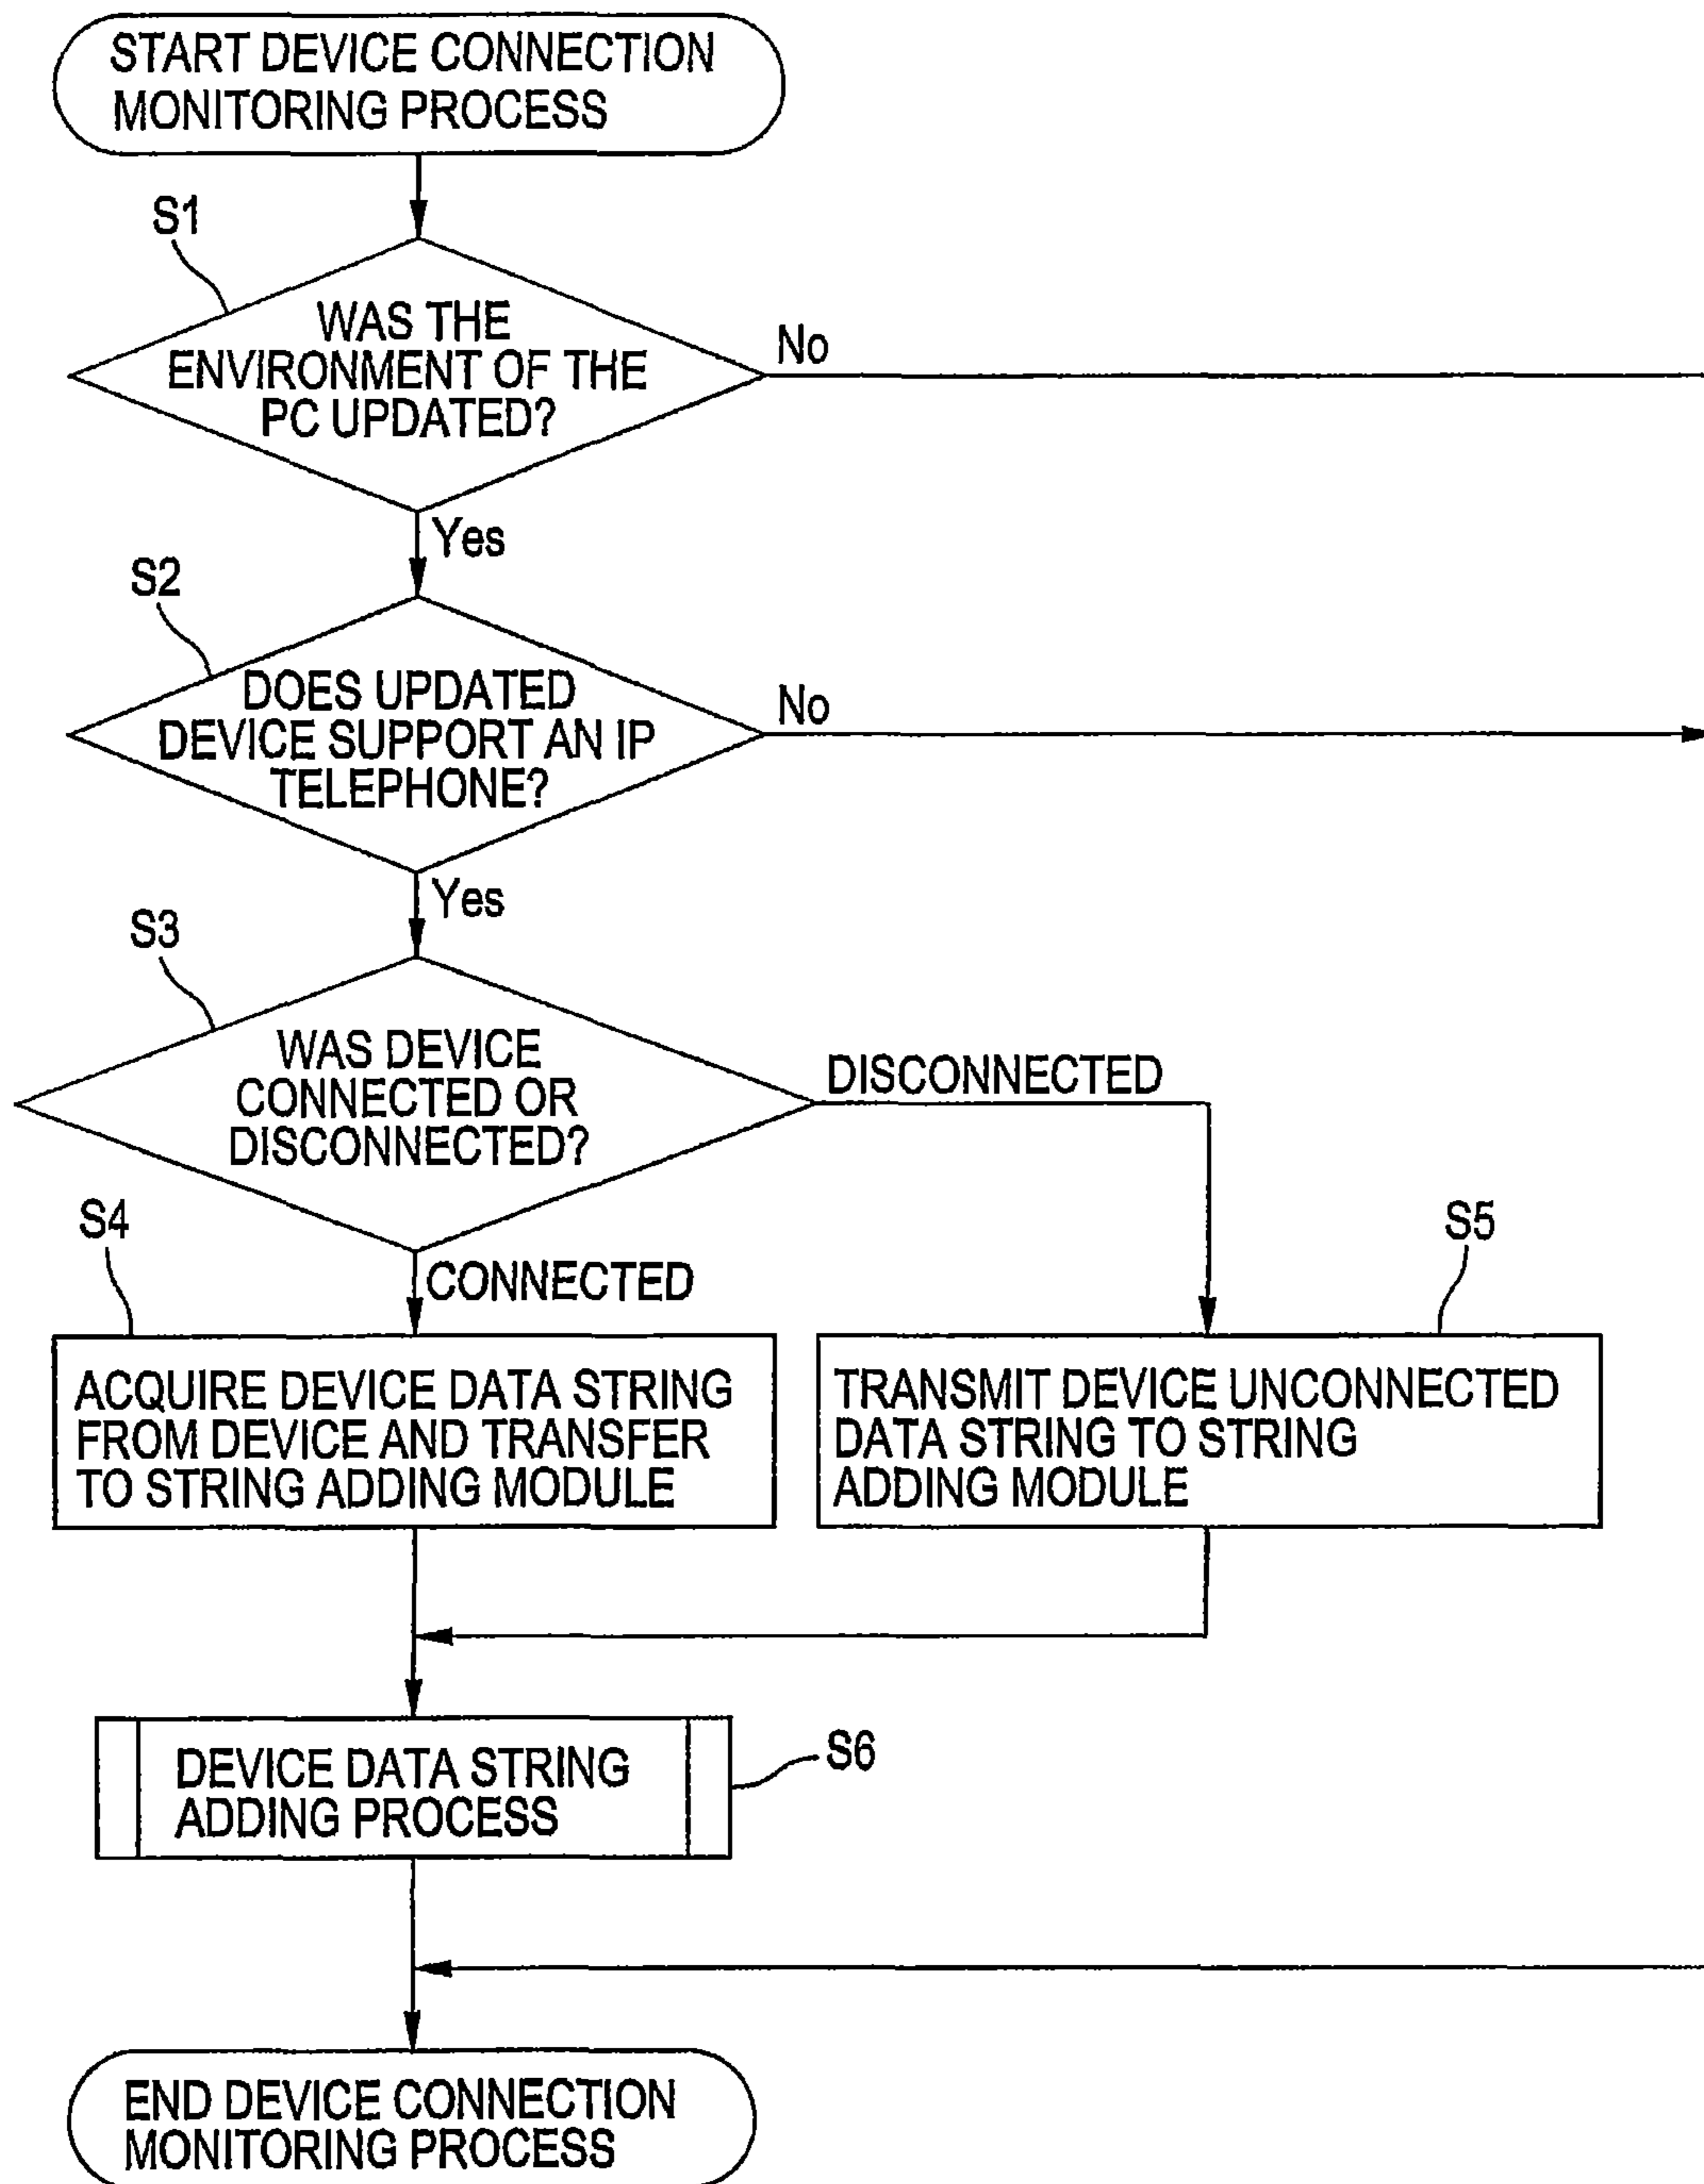 START DEVICE CONNECTION
MONITORING PROCESS
S1
WAS THE
ENVIRONMENT OF THE
PC UPDATED?
No
Yes
S2
DOES UPDATED
DEVICE SUPPORT AN IP
TELEPHONE?
No
Yes
S3
WAS DEVICE
CONNECTED OR
DISCONNECTED?
DISCONNECTED
CONNECTED
S4
ACQUIRE DEVICE DATA STRING
FROM DEVICE AND TRANSFER
TO STRING ADDING MODULE
S5
TRANSMIT DEVICE UNCONNECTED
DATA STRING TO STRING
ADDING MODULE
DEVICE DATA STRING
ADDING PROCESS
S6
END DEVICE CONNECTION
MONITORING PROCESS